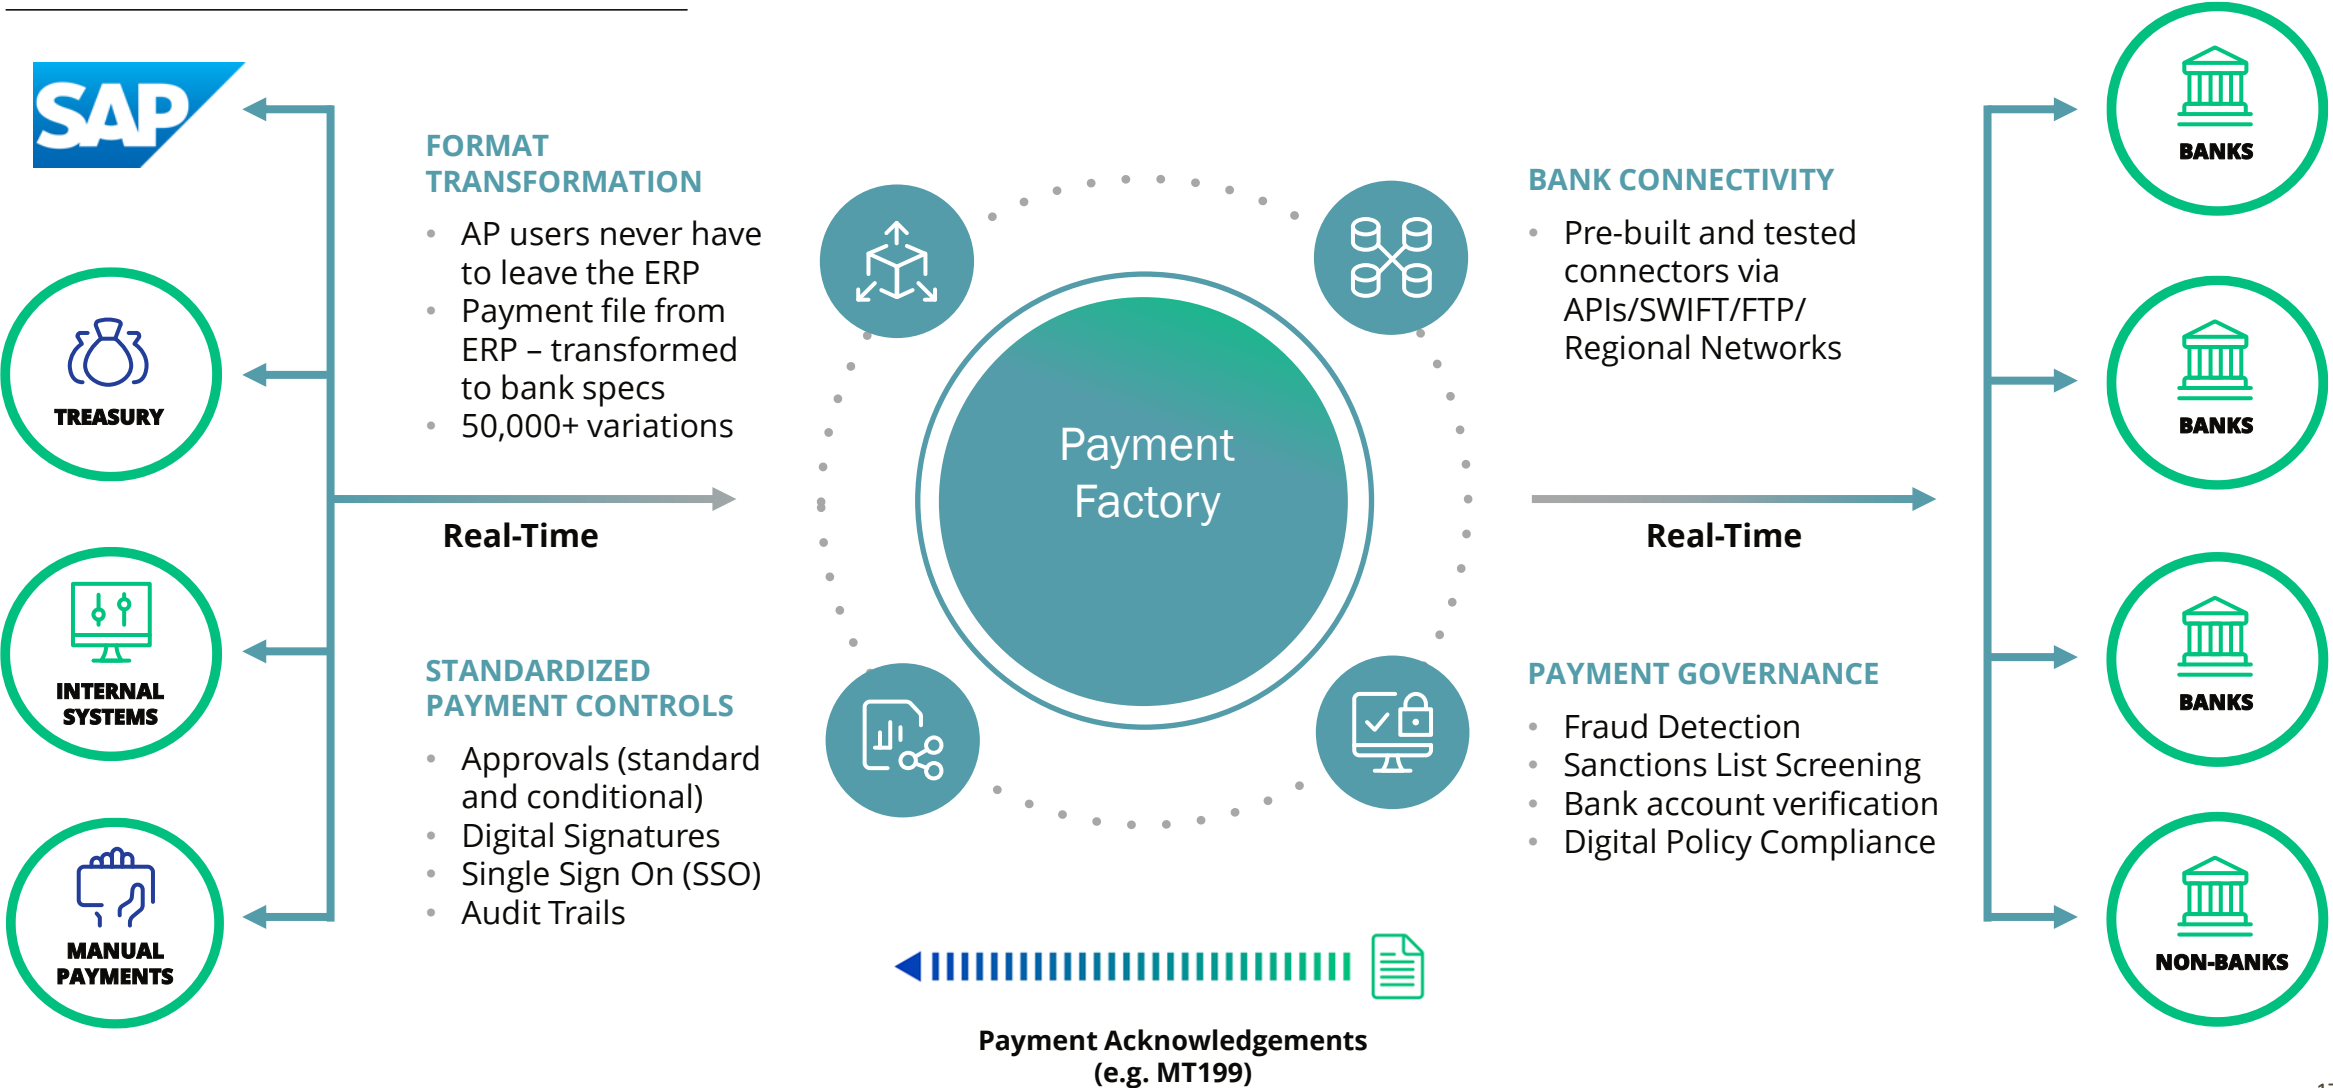 SAP
TREASURY
INTERNAL
SYSTEMS
MANUAL
PAYMENTS
FORMAT
TRANSFORMATION
• AP users never have
to leave the ERP
• Payment file from
ERP – transformed
to bank specs
• 50,000+ variations
Real-Time
STANDARDIZED
PAYMENT CONTROLS
• Approvals (standard
and conditional)
• Digital Signatures
• Single Sign On (SSO)
• Audit Trails
Payment
Factory
Payment Acknowledgements
(e.g. MT199)
BANK CONNECTIVITY
• Pre-built and tested
connectors via
APIs/SWIFT/FTP/
Regional Networks
Real-Time
PAYMENT GOVERNANCE
• Fraud Detection
• Sanctions List Screening
• Bank account verification
• Digital Policy Compliance
BANKS
BANKS
BANKS
NON-BANKS